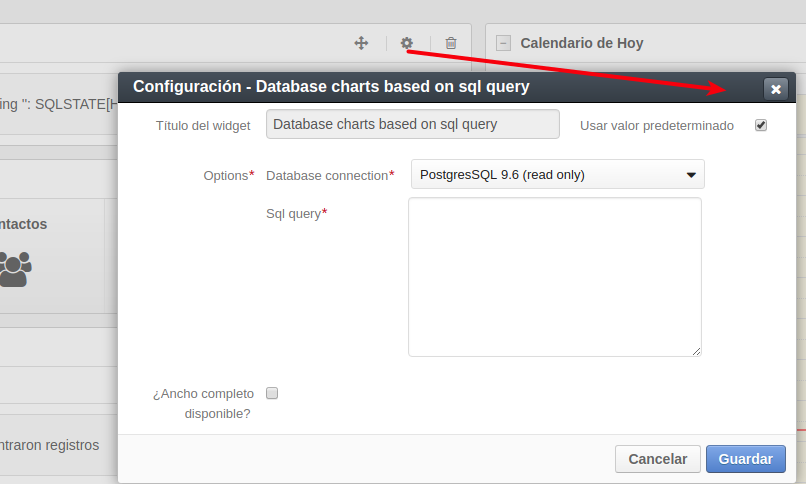 Calendario de Hoy
Configuración - Database charts based on sql query
ing '': SQLSTATE[H
Título del widget
Database charts based on sql query
Usar valor predeterminado
Options*
Database connection*
PostgresSQL 9.6 (read only)
Sql query*
ntactos
¿Ancho completo
disponible?
ntraron registros
Cancelar
Guardar